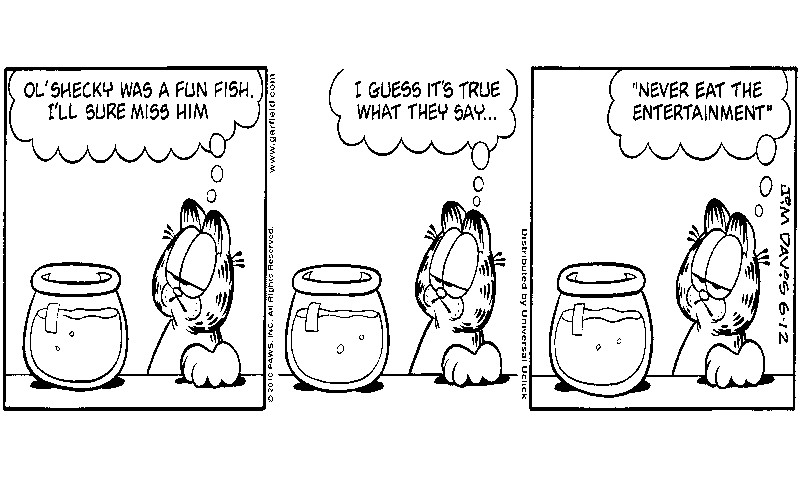 OL' SHECKY WAS A FUN FISH.
I'LL SURE MISS HIM
www.garfield.com
© 2010 PAWS, INC. All Rights Reserved.
I GUESS IT'S TRUE
WHAT THEY SAY...
Distributed by Universal Uclick
"NEVER EAT THE
ENTERTAINMENT"
JIM DAVIS 6-12